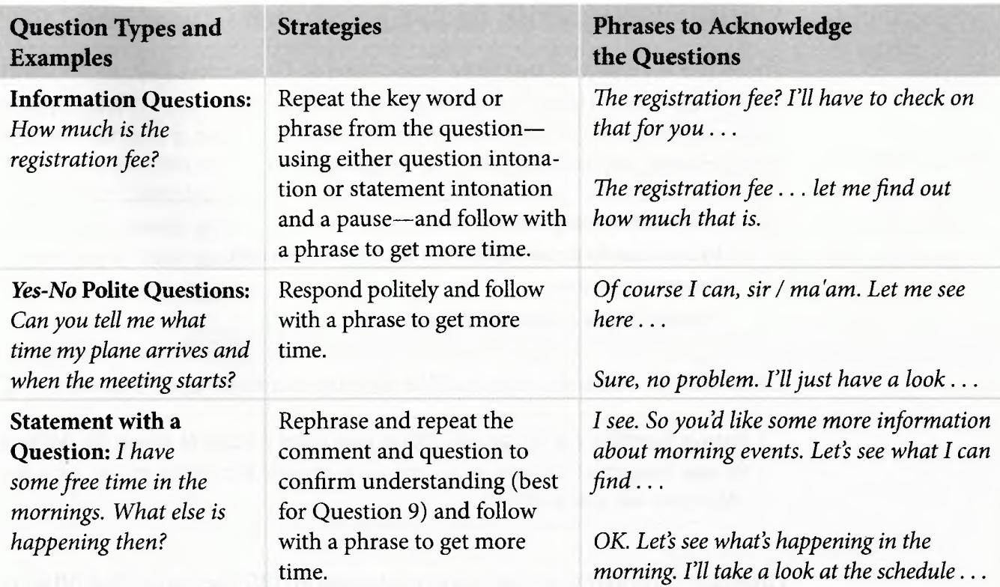 Question Types and
Examples
Strategies
Phrases to Acknowledge
the Questions
Information Questions:
How much is the
registration fee?
Repeat the key word or
phrase from the question—
using either question intona-
tion or statement intonation
and a pause—and follow with
a phrase to get more time.
The registration fee? I'll have to check on
that for you . . .
The registration fee . . . let me find out
how much that is.
Yes-No Polite Questions:
Can you tell me what
time my plane arrives and
when the meeting starts?
Respond politely and follow
with a phrase to get more
time.
Of course I can, sir / ma'am. Let me see
here . . .
Sure, no problem. I'll just have a look . . .
Statement with a
Question: I have
some free time in the
mornings. What else is
happening then?
Rephrase and repeat the
comment and question to
confirm understanding (best
for Question 9) and follow
with a phrase to get more
time.
I see. So you'd like some more information
about morning events. Let's see what I can
find . . .
OK. Let's see what's happening in the
morning. I'll take a look at the schedule . . .